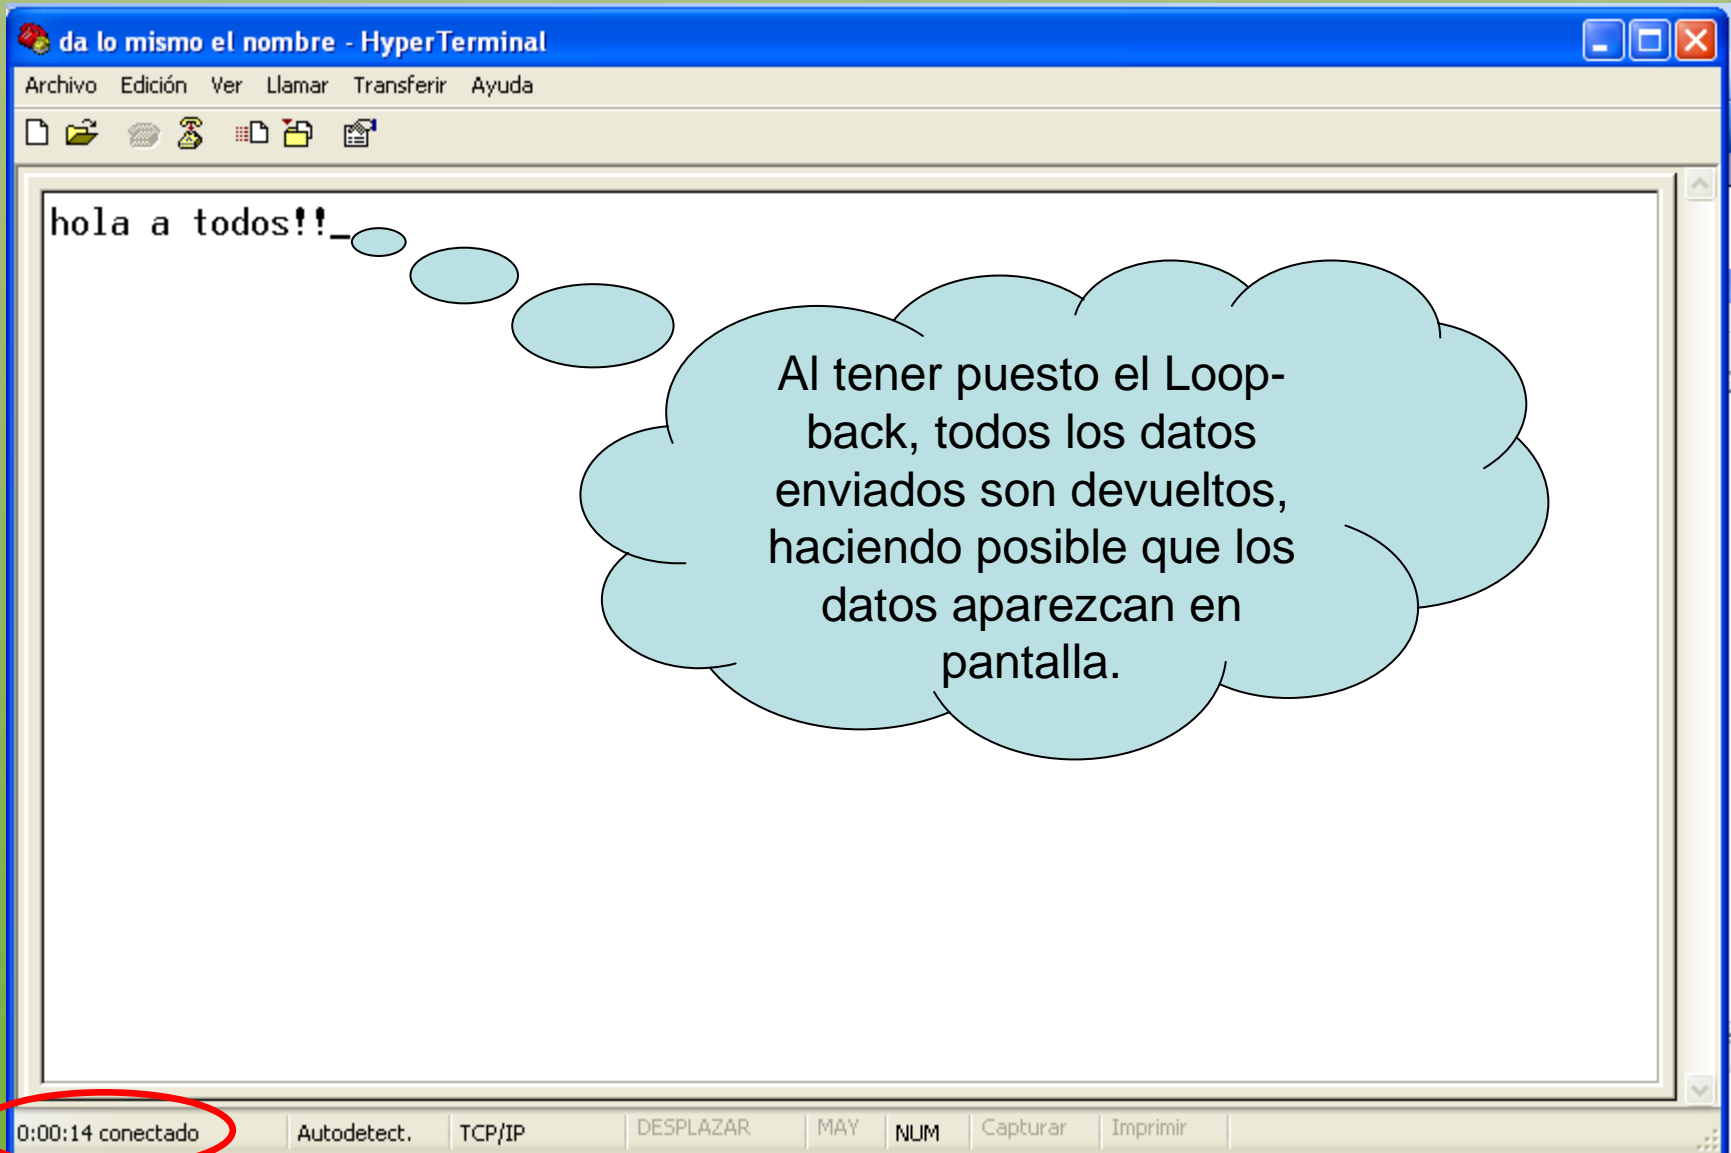 da lo mismo el nombre - HyperTerminal
Archivo Edición Ver Llamar Transferir Ayuda
hola a todos!!_
Al tener puesto el Loop-
back, todos los datos
enviados son devueltos,
haciendo posible que los
datos aparezcan en
pantalla.
0:00:14 conectado Autodetect. TCP/IP DESPLAZAR MAY NUM Capturar Imprimir